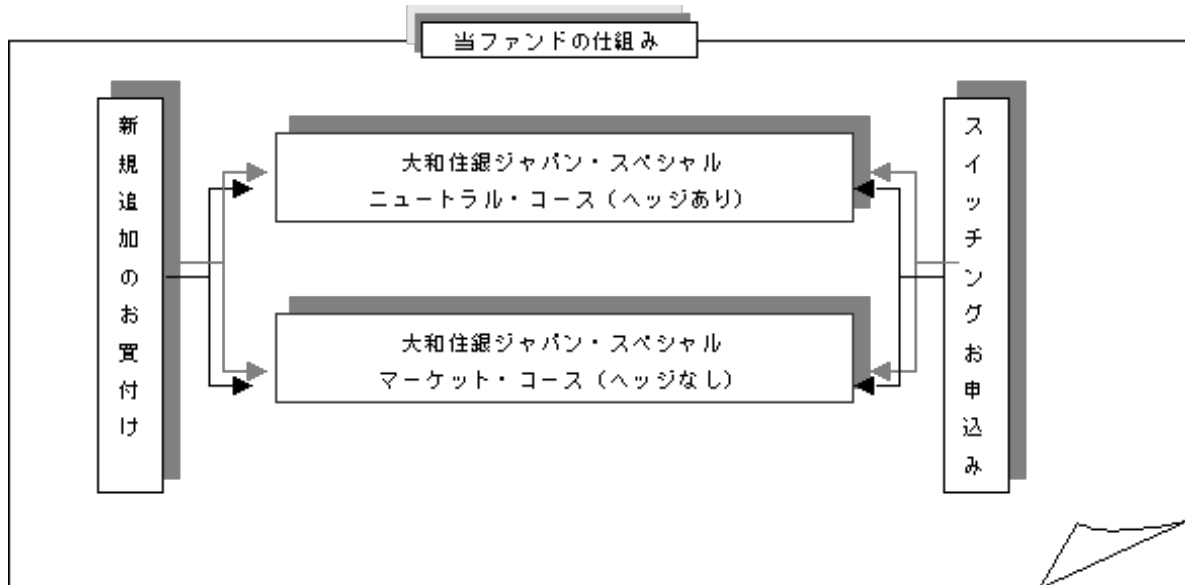 当ファンドの仕組み
新規追加のお買付け
大和住銀ジャパン・スペシャル
ニュートラル・コース（ヘッジあり）
大和住銀ジャパン・スペシャル
マーケット・コース（ヘッジなし）
スイッチングお申込み